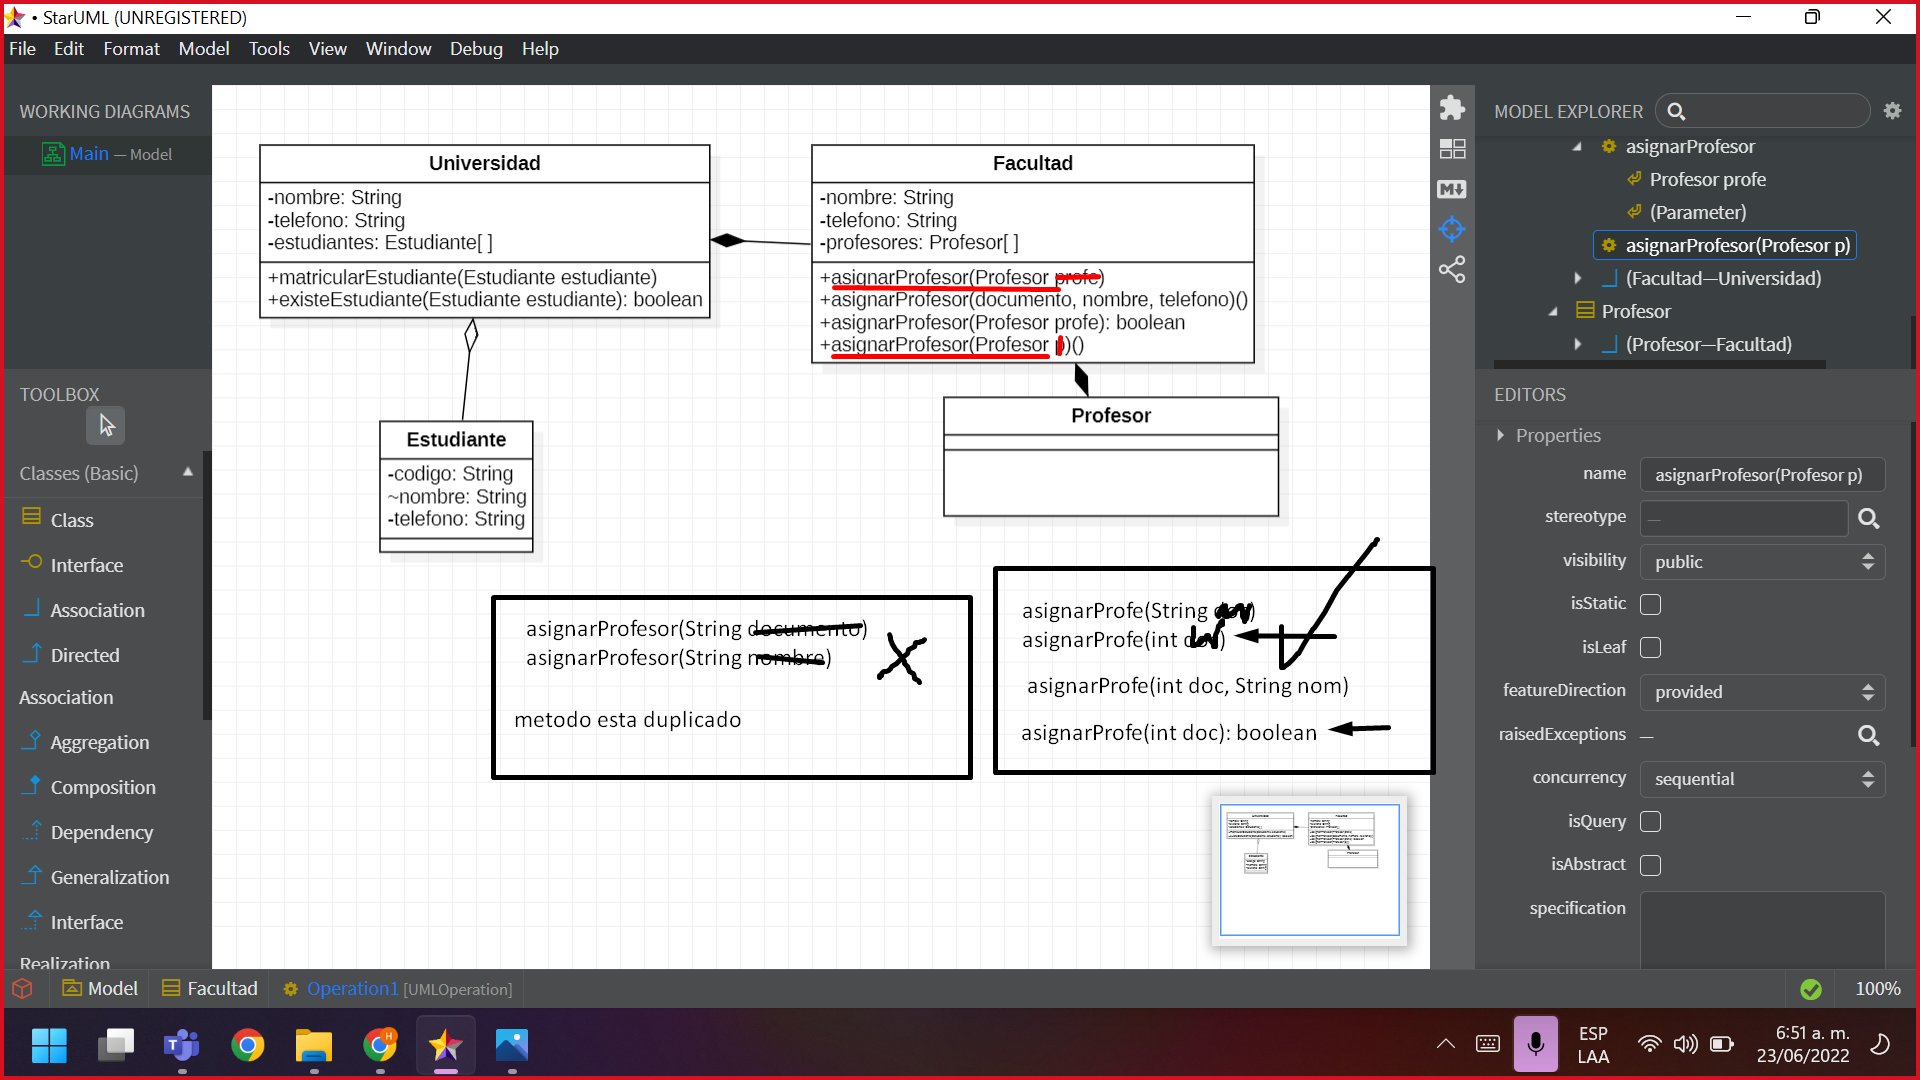 StarUML (UNREGISTERED)
File Edit Format Model Tools View Window Debug Help
WORKING DIAGRAMS
Main — Model
TOOLBOX
Classes (Basic)
Class
Interface
Association
Directed
Association
Aggregation
Composition
Dependency
Generalization
Interface
Realization
Universidad
-nombre: String
-telefono: String
-estudiantes: Estudiante[ ]
+matricularEstudiante(Estudiante estudiante)
+existeEstudiante(Estudiante estudiante): boolean
Facultad
-nombre: String
-telefono: String
-profesores: Profesor[ ]
+asignarProfesor(Profesor profe)
+asignarProfesor(documento, nombre, telefono)()
+asignarProfesor(Profesor profe): boolean
+asignarProfesor(Profesor p)()
Estudiante
-codigo: String
~nombre: String
-telefono: String
Profesor
asignarProfesor(String documento)
asignarProfesor(String nombre)
metodo esta duplicado
asignarProfe(String doc)
asignarProfe(int doc)
asignarProfe(int doc, String nom)
asignarProfe(int doc): boolean
MODEL EXPLORER
asignarProfesor
Profesor profe
(Parameter)
asignarProfesor(Profesor p)
(Facultad—Universidad)
Profesor
(Profesor—Facultad)
EDITORS
Properties
name asignarProfesor(Profesor p)
stereotype —
visibility public
isStatic
isLeaf
featureDirection provided
raisedExceptions —
concurrency sequential
isQuery
isAbstract
specification
Model Facultad Operation1 [UMLOperation]
100%
ESP
LAA
6:51 a. m.
23/06/2022